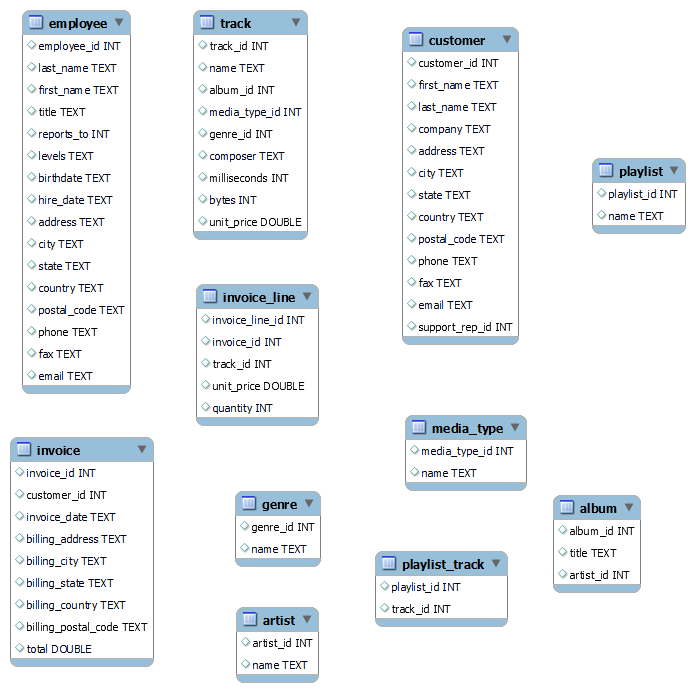 employee
employee_id INT
last_name TEXT
first_name TEXT
title TEXT
reports_to INT
levels TEXT
birthdate TEXT
hire_date TEXT
address TEXT
city TEXT
state TEXT
country TEXT
postal_code TEXT
phone TEXT
fax TEXT
email TEXT
track
track_id INT
name TEXT
album_id INT
media_type_id INT
genre_id INT
composer TEXT
milliseconds INT
bytes INT
unit_price DOUBLE
customer
customer_id INT
first_name TEXT
last_name TEXT
company TEXT
address TEXT
city TEXT
state TEXT
country TEXT
postal_code TEXT
phone TEXT
fax TEXT
email TEXT
support_rep_id INT
playlist
playlist_id INT
name TEXT
invoice_line
invoice_line_id INT
invoice_id INT
track_id INT
unit_price DOUBLE
quantity INT
invoice
invoice_id INT
customer_id INT
invoice_date TEXT
billing_address TEXT
billing_city TEXT
billing_state TEXT
billing_country TEXT
billing_postal_code TEXT
total DOUBLE
genre
genre_id INT
name TEXT
media_type
media_type_id INT
name TEXT
album
album_id INT
title TEXT
artist_id INT
playlist_track
playlist_id INT
track_id INT
artist
artist_id INT
name TEXT